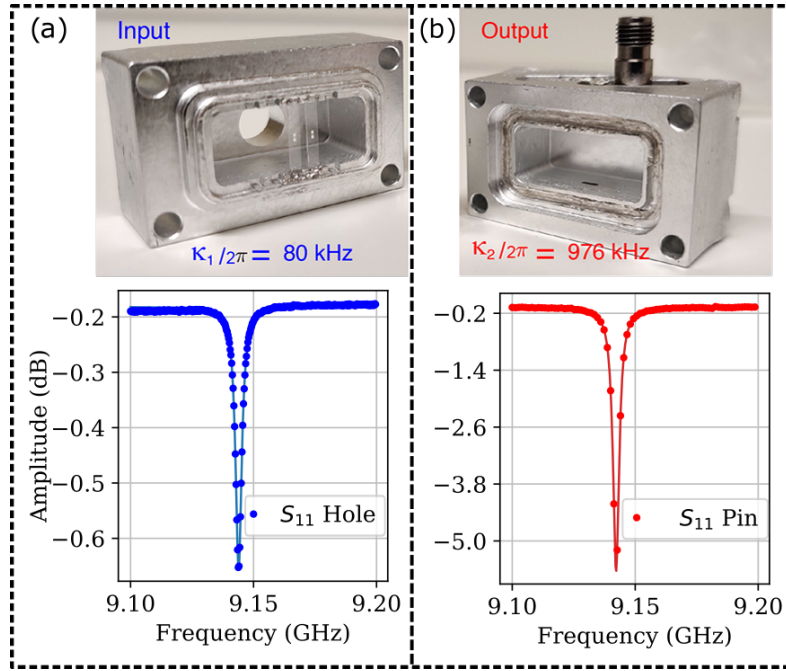 (a) Input
κ₁/2π = 80 kHz
Amplitude (dB)
−0.2
−0.3
−0.4
−0.5
−0.6
S₁₁ Hole
9.10 9.15 9.20
Frequency (GHz)
(b) Output
κ₂/2π = 976 kHz
−0.2
−1.4
−2.6
−3.8
−5.0
S₁₁ Pin
9.10 9.15 9.20
Frequency (GHz)